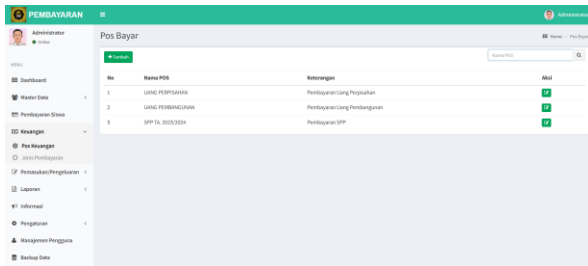 PEMBAYARAN
Administrator
Administrator
Online
Pos Bayar
Home
Pos Bayar
MENU
Tambah
Nama POS
Dashboard
Master Data
Pembayaran Siswa
Keuangan
Pos Keuangan
Jenis Pembayaran
Pemasukan/Pengeluaran
Laporan
Informasi
Pengaturan
Manajemen Pengguna
Backup Data
No Nama POS Keterangan Aksi
1 UANG PERPISAHAN Pembayaran Uang Perpisahan
2 UANG PEMBANGUNAN Pembayaran Uang Pembangunan
3 SPP TA. 2023/2024 Pembayaran SPP